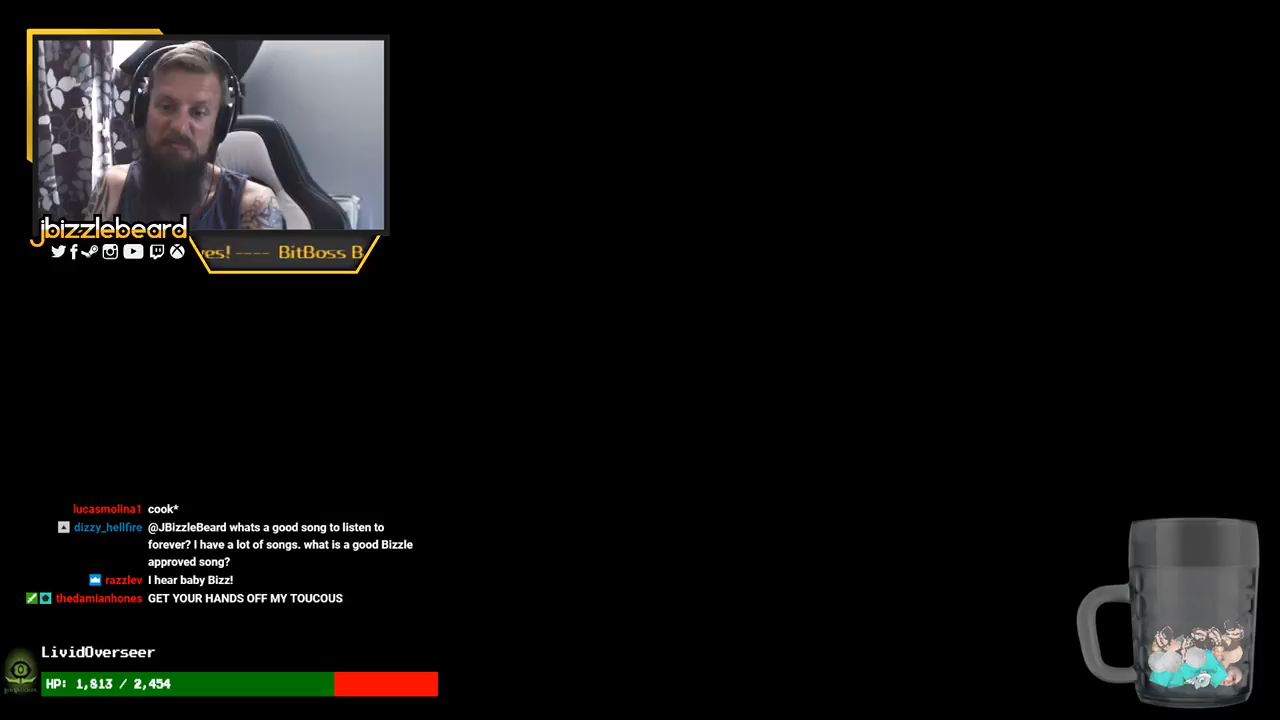 jbizzlebeard
yes! ---- BitBoss B
lucasmolina1 cook*
dizzy_hellfire @JBizzleBeard whats a good song to listen to
forever? I have a lot of songs. what is a good Bizzle
approved song?
razzlev I hear baby Bizz!
thedamianhones GET YOUR HANDS OFF MY TOUCOUS
LividOverseer
HP: 1,813 / 2,454